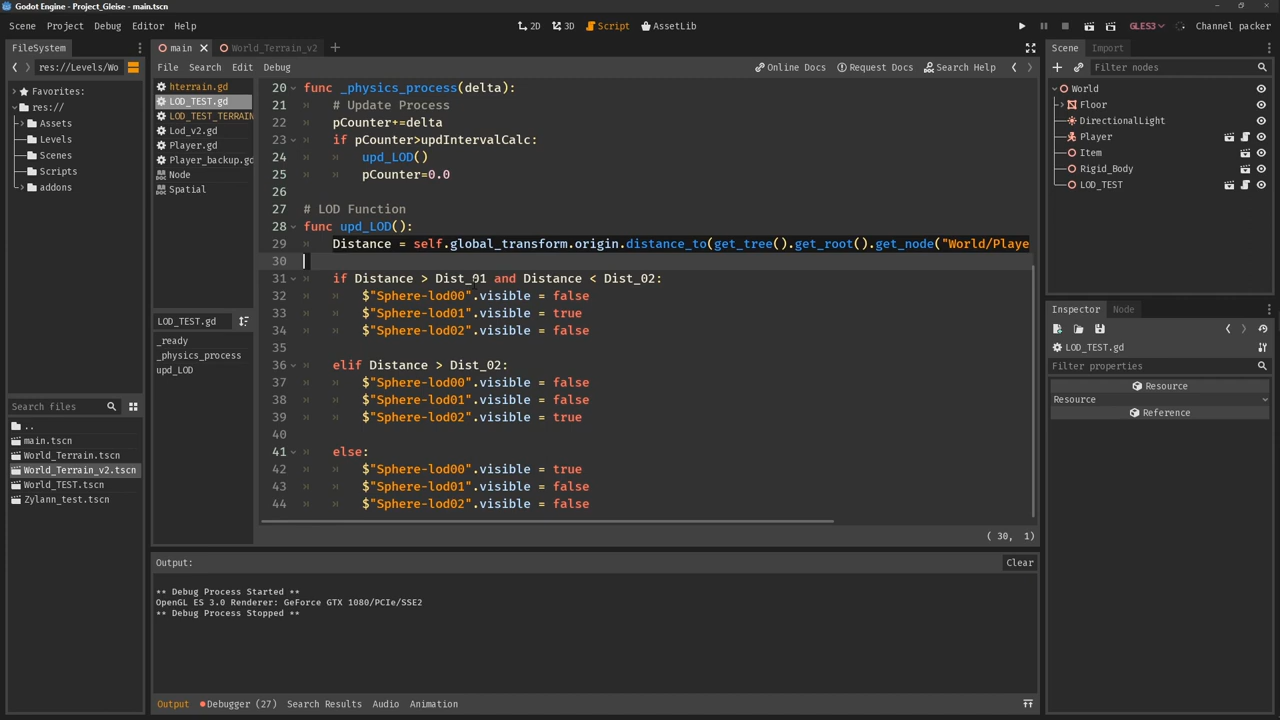 Godot Engine - Project_Gleise - main.tscn
Scene Project Debug Editor Help
2D 3D Script AssetLib
GLES3 Channel packer
FileSystem
res://Levels/Wo
Favorites:
res://
Assets
Levels
Scenes
Scripts
addons
Search files
..
main.tscn
World_Terrain.tscn
World_Terrain_v2.tscn
World_TEST.tscn
Zylann_test.tscn
main World_Terrain_v2
File Search Edit Debug
Online Docs Request Docs Search Help
hterrain.gd
LOD_TEST.gd
LOD_TEST_TERRAIN
Lod_v2.gd
Player.gd
Player_backup.gd
Node
Spatial
LOD_TEST.gd
_ready
_physics_process
upd_LOD
20 func _physics_process(delta):
21 # Update Process
22 pCounter+=delta
23 if pCounter>updIntervalCalc:
24 upd_LOD()
25 pCounter=0.0
26
27 # LOD Function
28 func upd_LOD():
29 Distance = self.global_transform.origin.distance_to(get_tree().get_root().get_node("World/Playe
30
31 if Distance > Dist_01 and Distance < Dist_02:
32 $"Sphere-lod00".visible = false
33 $"Sphere-lod01".visible = true
34 $"Sphere-lod02".visible = false
35
36 elif Distance > Dist_02:
37 $"Sphere-lod00".visible = false
38 $"Sphere-lod01".visible = false
39 $"Sphere-lod02".visible = true
40
41 else:
42 $"Sphere-lod00".visible = true
43 $"Sphere-lod01".visible = false
44 $"Sphere-lod02".visible = false
( 30, 1)
Output:
Clear
** Debug Process Started **
OpenGL ES 3.0 Renderer: GeForce GTX 1080/PCIe/SSE2
** Debug Process Stopped **
Output Debugger (27) Search Results Audio Animation
Scene Import
Filter nodes
World
Floor
DirectionalLight
Player
Item
Rigid_Body
LOD_TEST
Inspector Node
LOD_TEST.gd
Filter properties
Resource
Resource
Reference